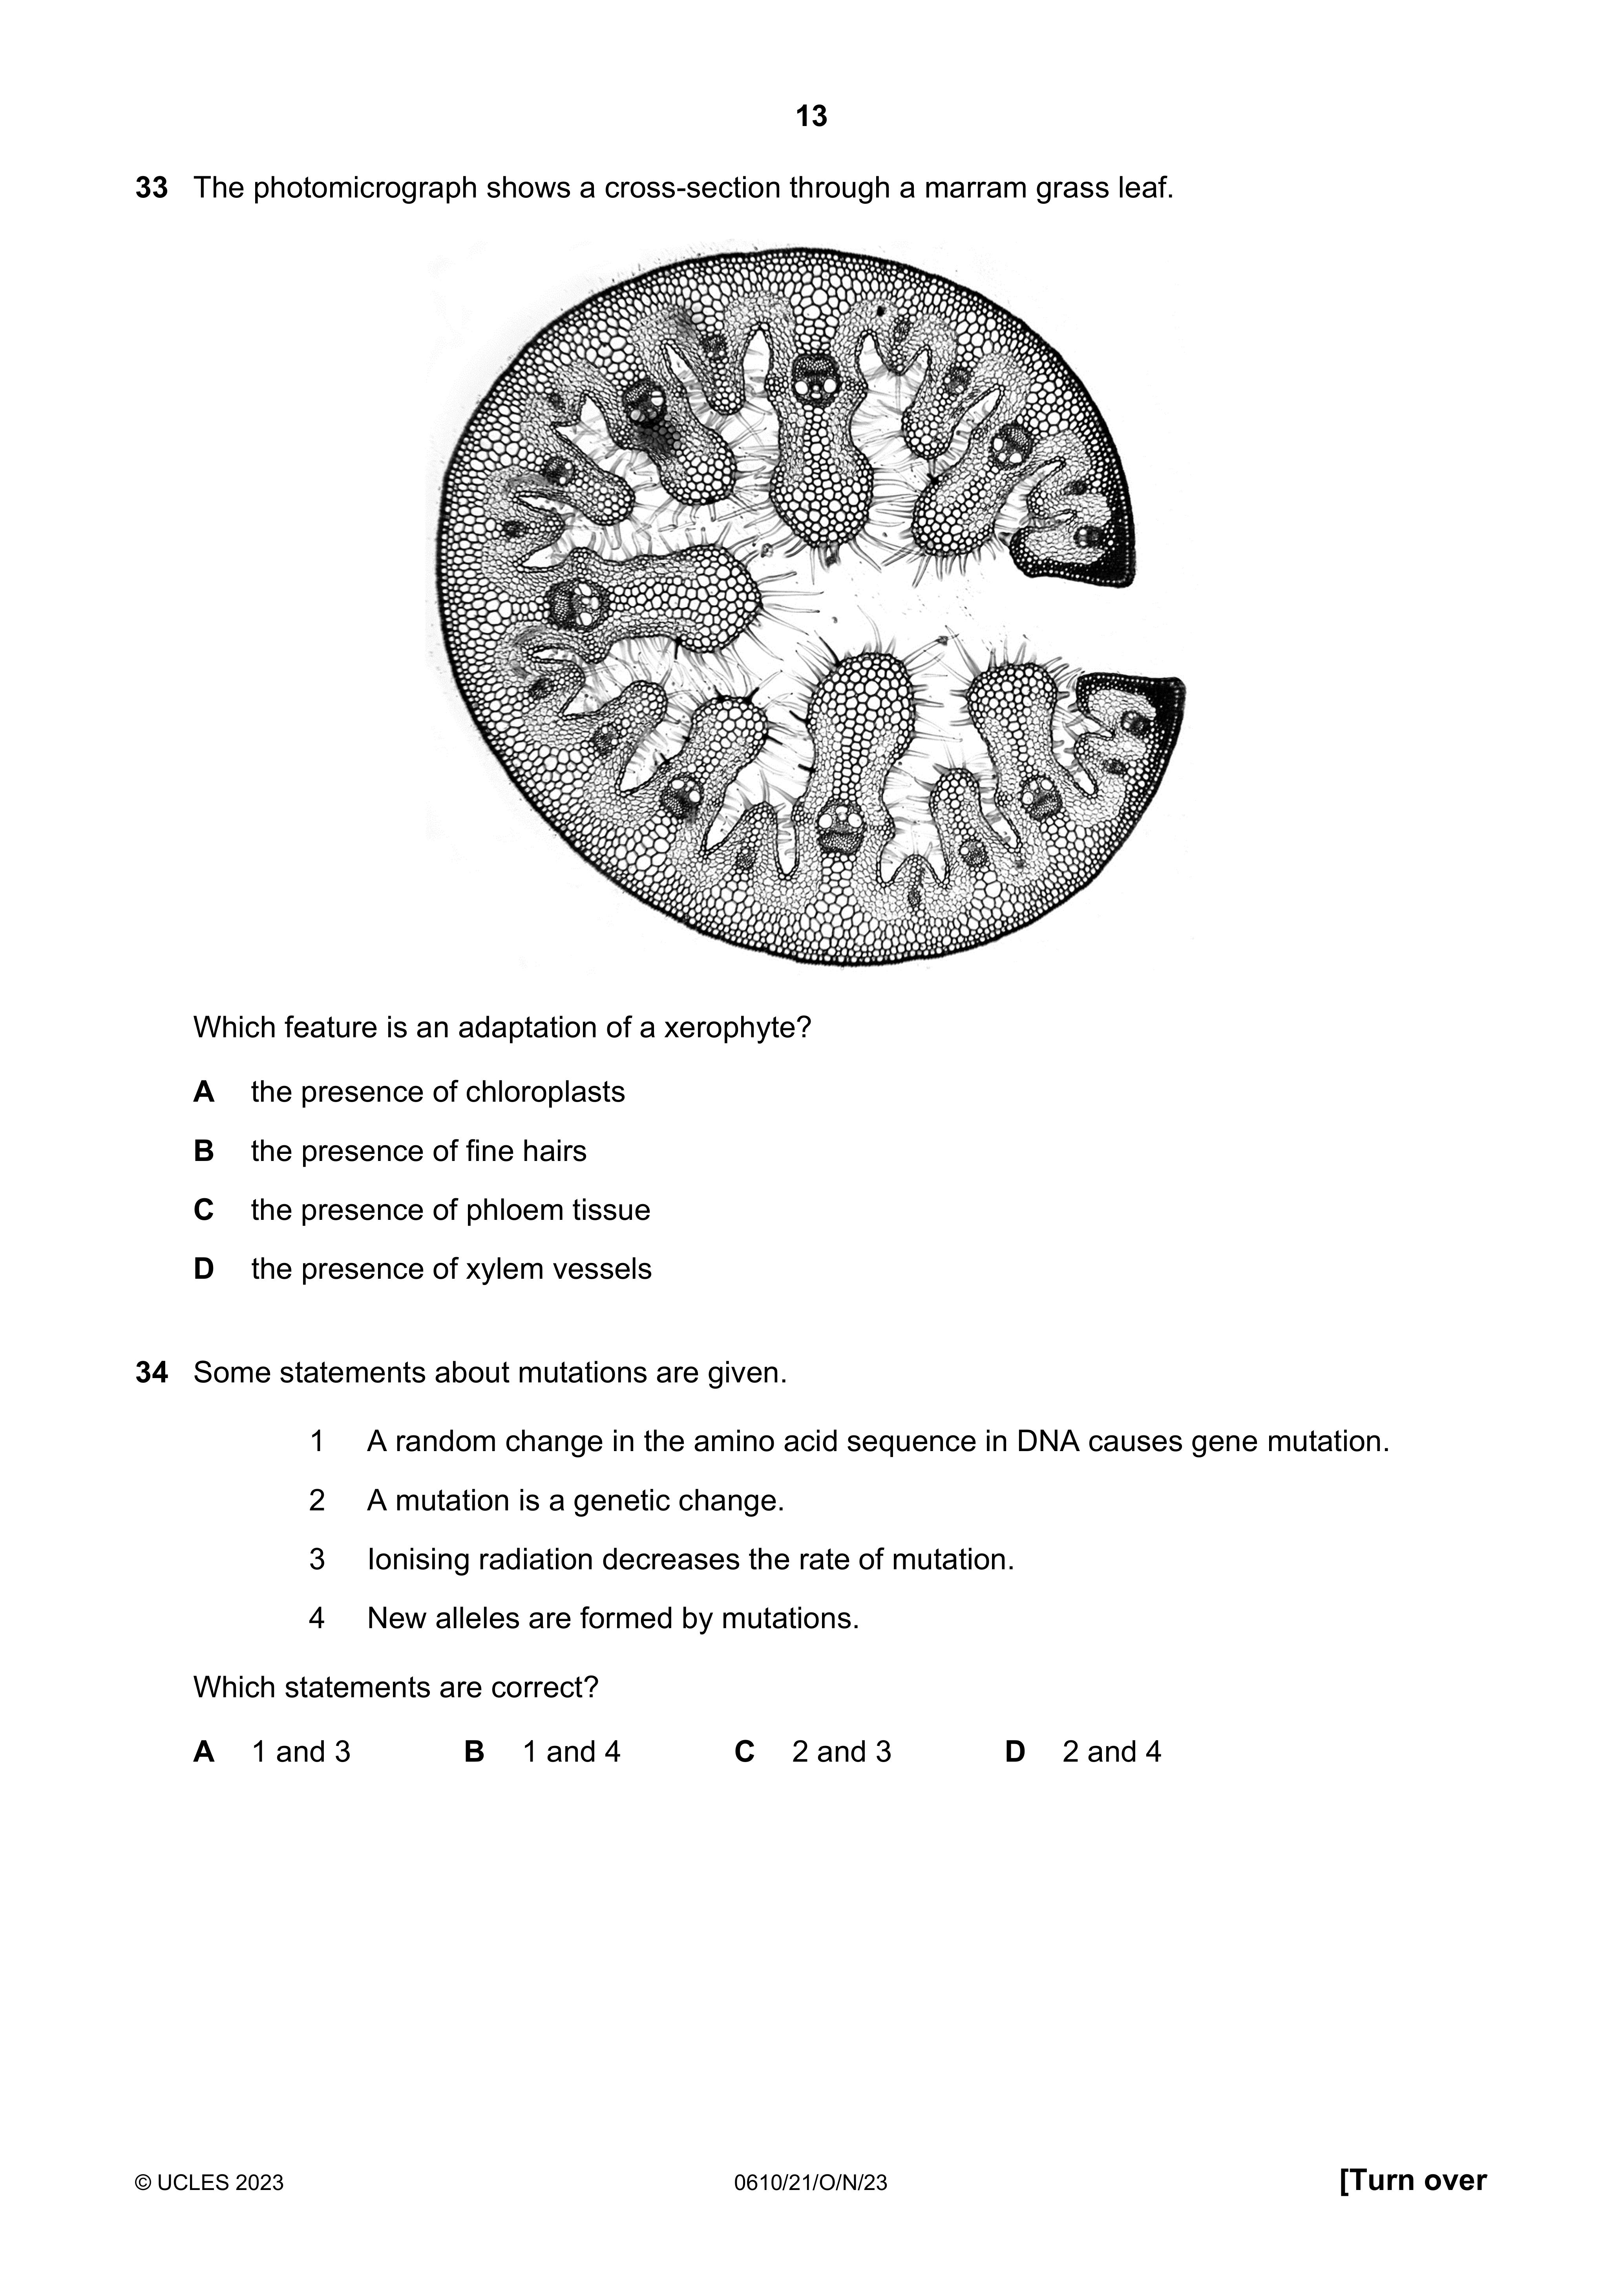 13
33 The photomicrograph shows a cross-section through a marram grass leaf.
Which feature is an adaptation of a xerophyte?
A the presence of chloroplasts
B the presence of fine hairs
C the presence of phloem tissue
D the presence of xylem vessels
34 Some statements about mutations are given.
1 A random change in the amino acid sequence in DNA causes gene mutation.
2 A mutation is a genetic change.
3 Ionising radiation decreases the rate of mutation.
4 New alleles are formed by mutations.
Which statements are correct?
A 1 and 3 B 1 and 4 C 2 and 3 D 2 and 4
© UCLES 2023 0610/21/O/N/23 [Turn over